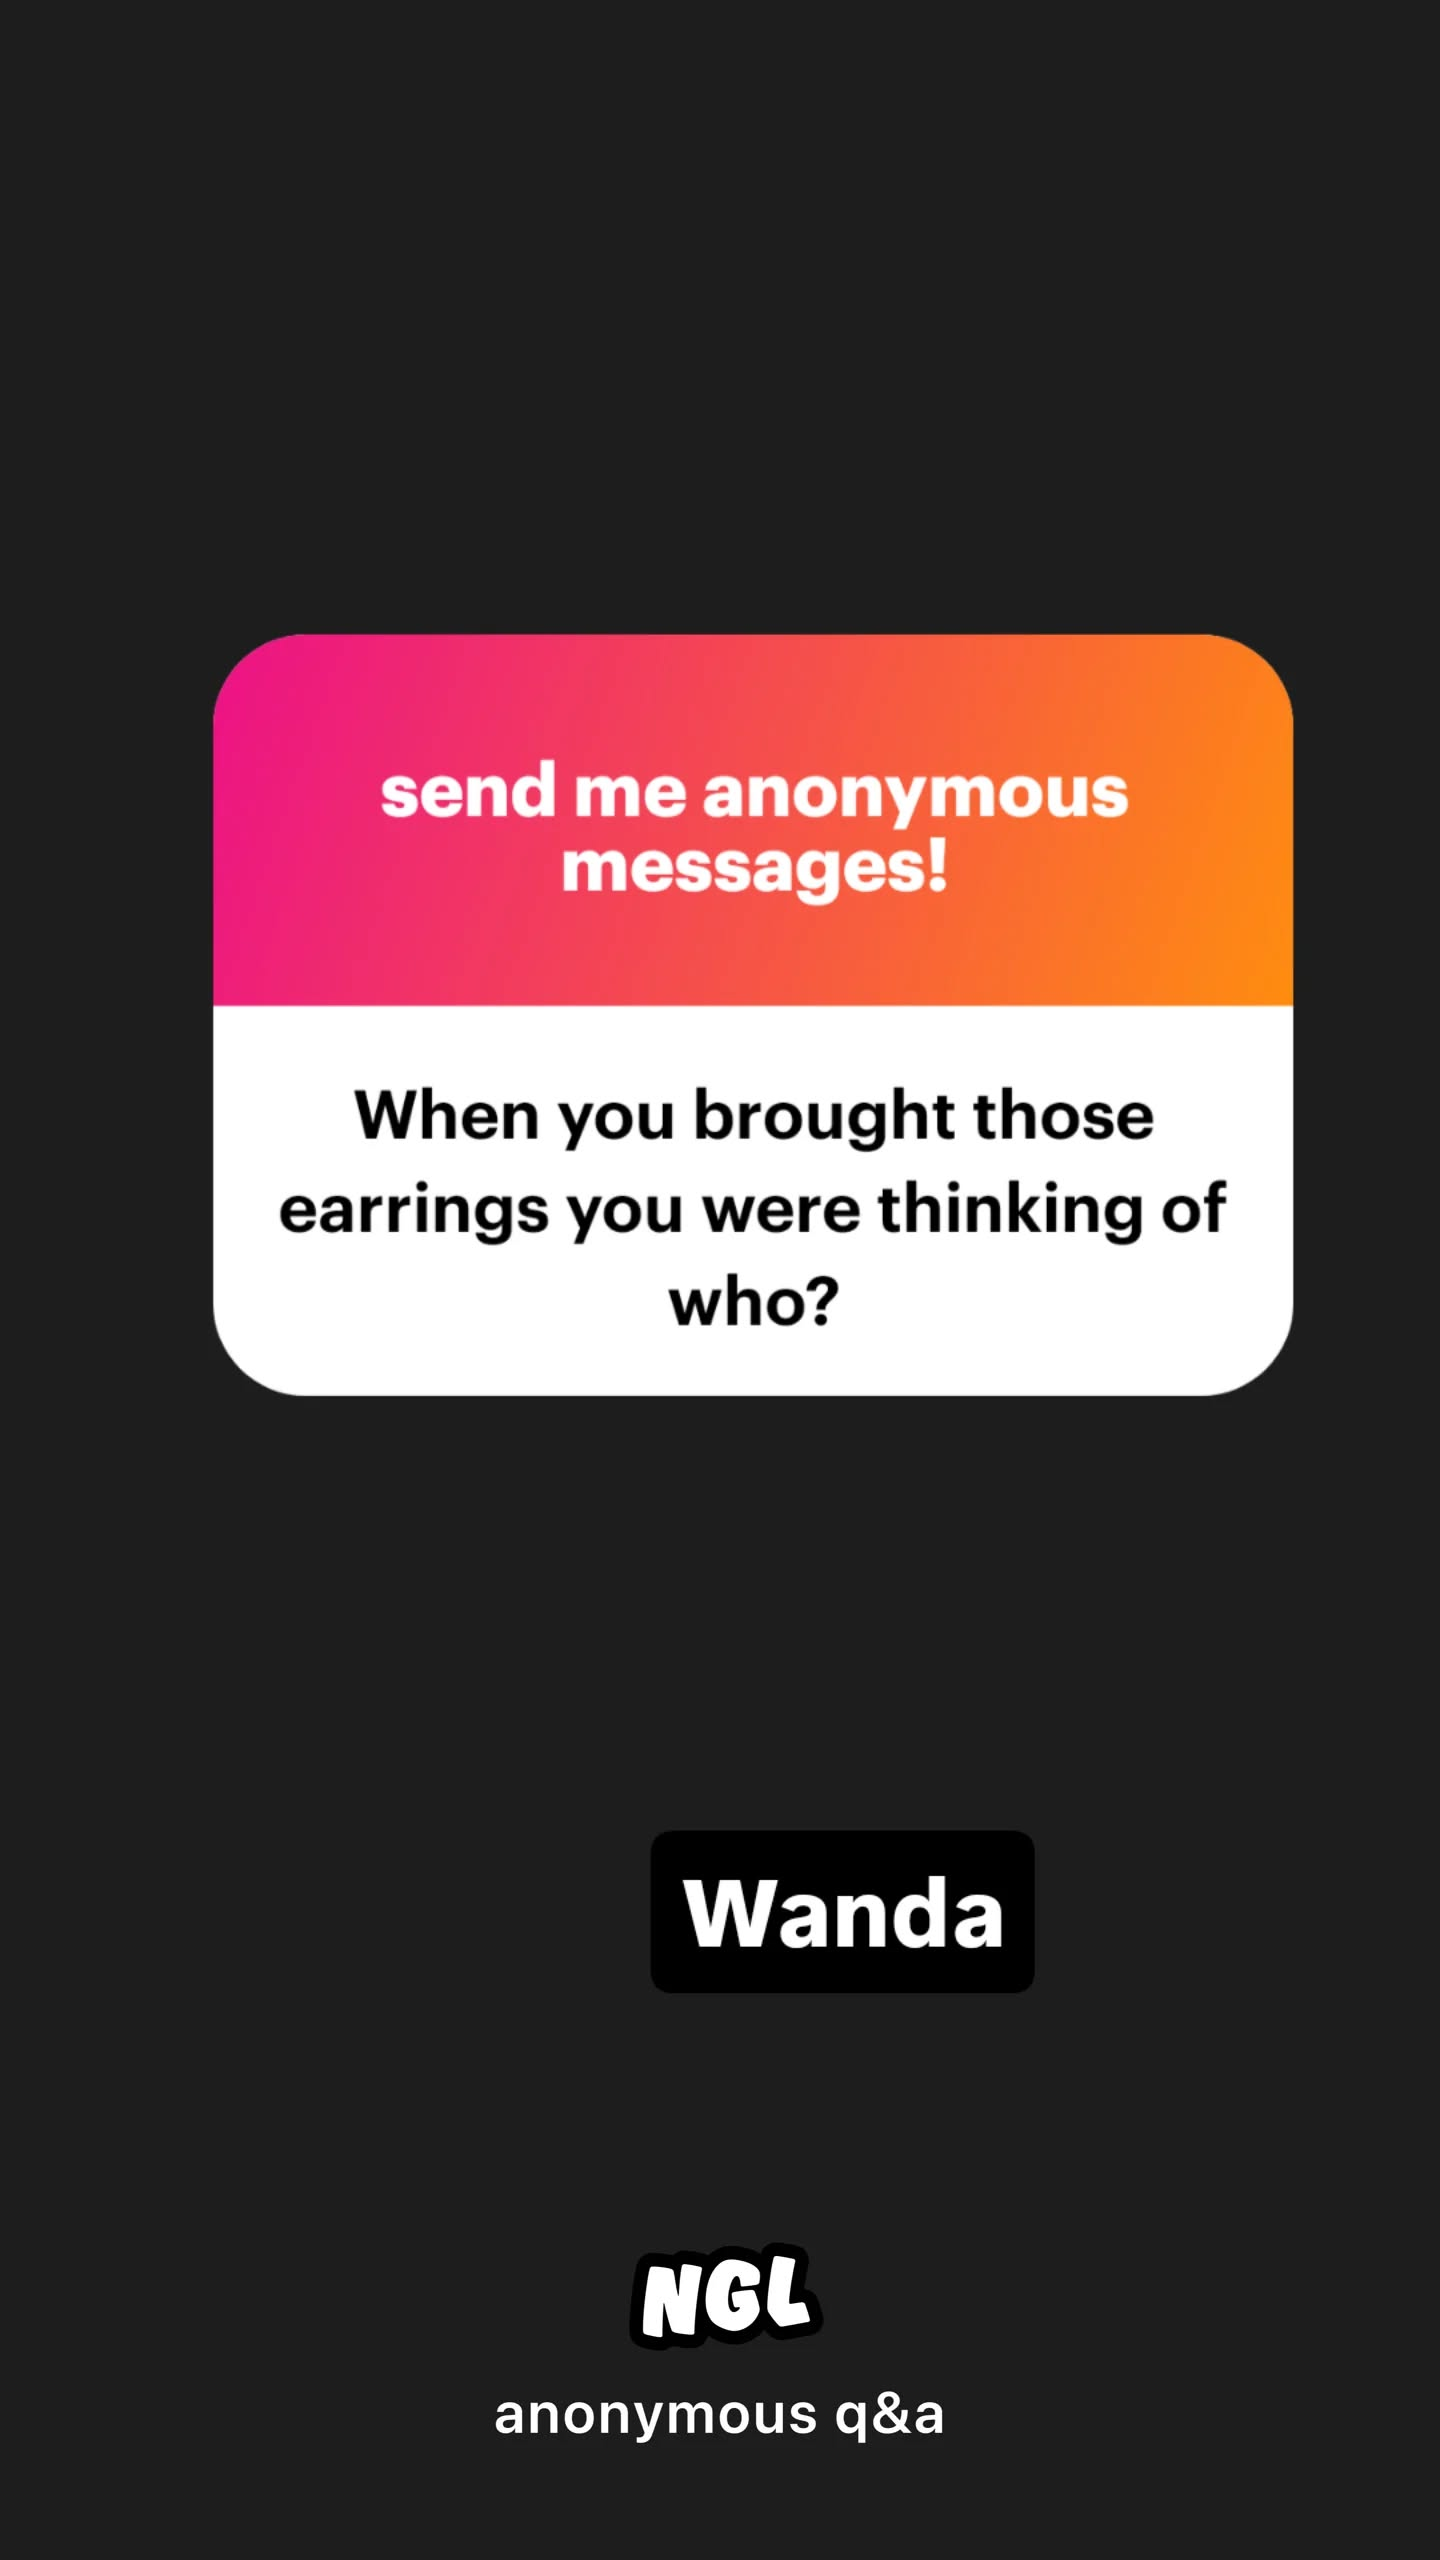 send me anonymous
messages!
When you brought those
earrings you were thinking of
who?
Wanda
NGL
anonymous q&a